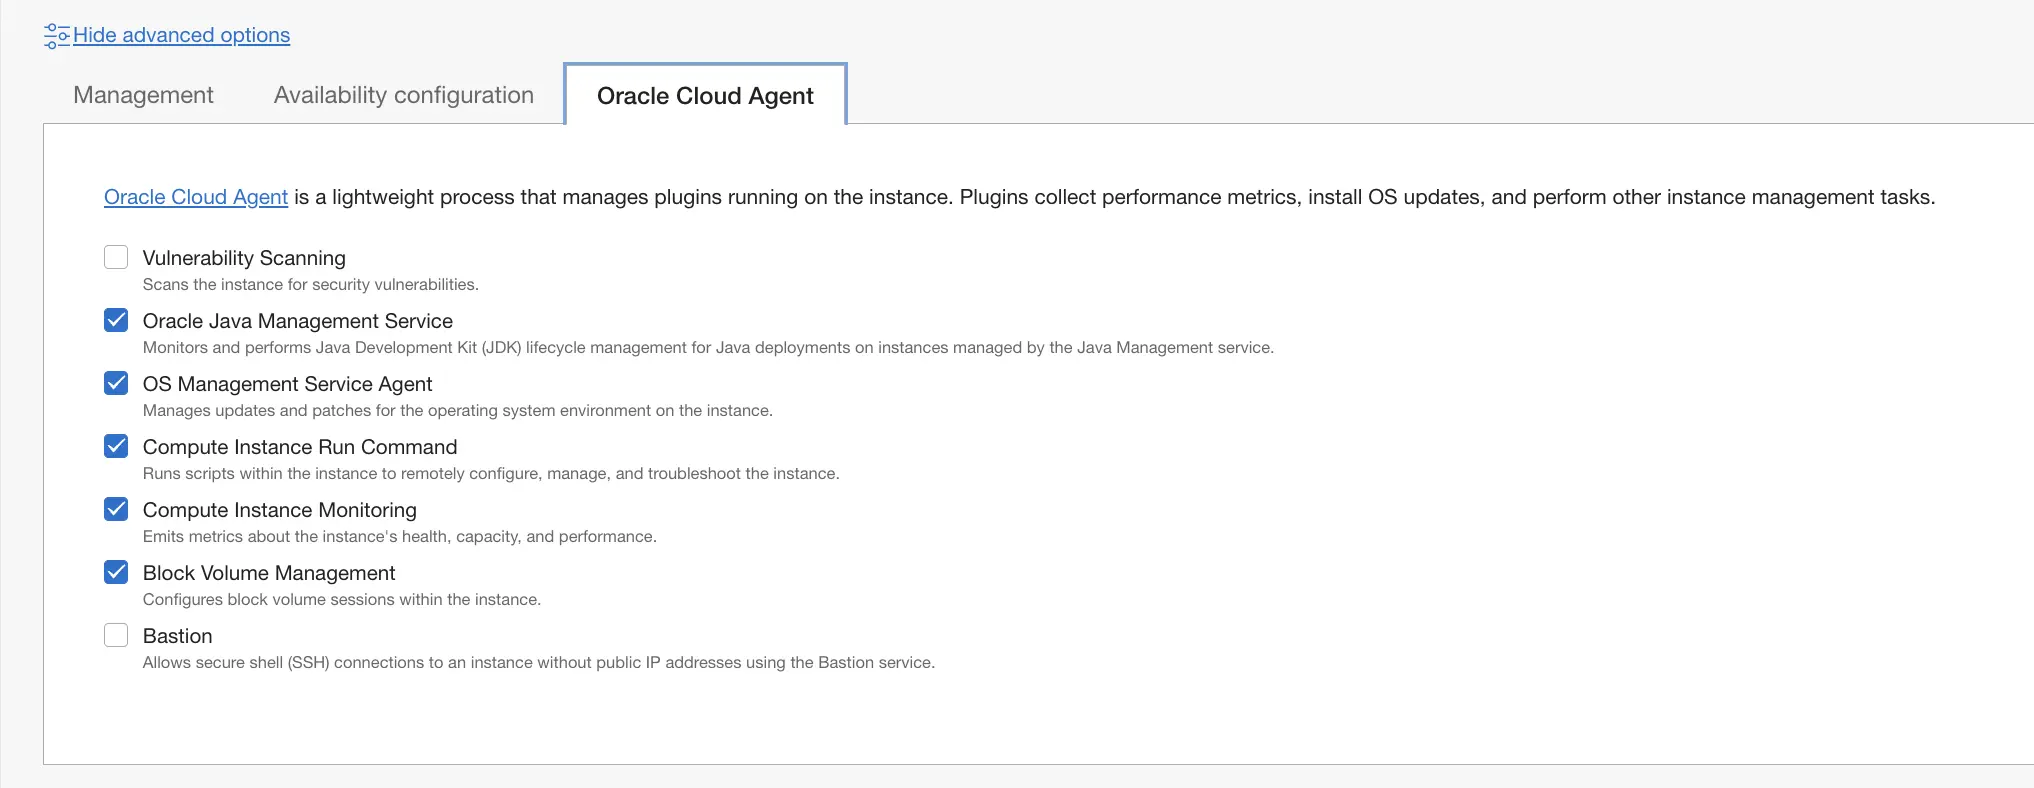 Hide advanced options
Management Availability configuration Oracle Cloud Agent
Oracle Cloud Agent is a lightweight process that manages plugins running on the instance. Plugins collect performance metrics, install OS updates, and perform other instance management tasks.
Vulnerability Scanning
Scans the instance for security vulnerabilities.
Oracle Java Management Service
Monitors and performs Java Development Kit (JDK) lifecycle management for Java deployments on instances managed by the Java Management service.
OS Management Service Agent
Manages updates and patches for the operating system environment on the instance.
Compute Instance Run Command
Runs scripts within the instance to remotely configure, manage, and troubleshoot the instance.
Compute Instance Monitoring
Emits metrics about the instance's health, capacity, and performance.
Block Volume Management
Configures block volume sessions within the instance.
Bastion
Allows secure shell (SSH) connections to an instance without public IP addresses using the Bastion service.